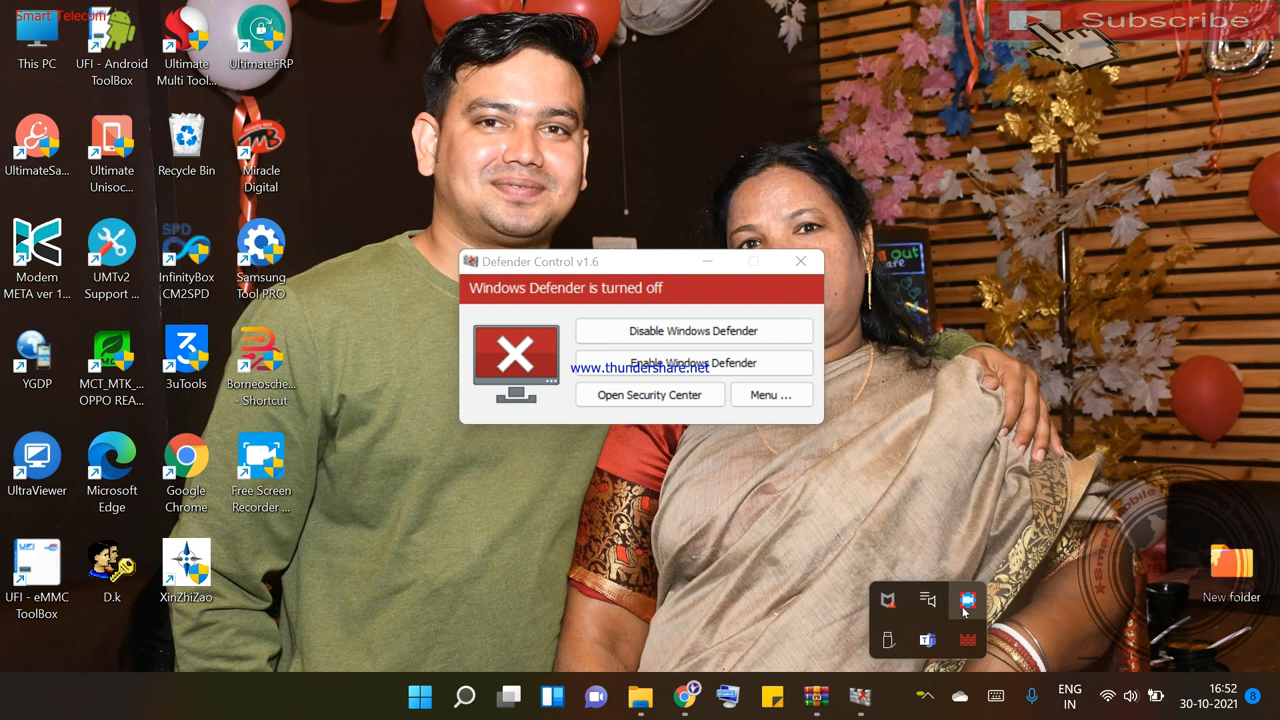 Smart Telecom
Subscribe
This PC
UFI - Android
ToolBox
Ultimate
Multi Tool...
UltimateFRP
UltimateSa...
Ultimate
Unisoc...
Recycle Bin
Miracle
Digital
Modem
META ver 1...
UMTv2
Support ...
SPD
InfinityBox
CM2SPD
Samsung
Tool PRO
YGDP
MCT_MTK_...
OPPO REA...
3uTools
Borneosche...
- Shortcut
UltraViewer
Microsoft
Edge
Google
Chrome
Free Screen
Recorder ...
UFI - eMMC
ToolBox
D.k
XinZhiZao
Defender Control v1.6
Windows Defender is turned off
Disable Windows Defender
Enable Windows Defender
www.thundershare.net
Open Security Center
Menu ...
New folder
ENG
IN
16:52
30-10-2021
8